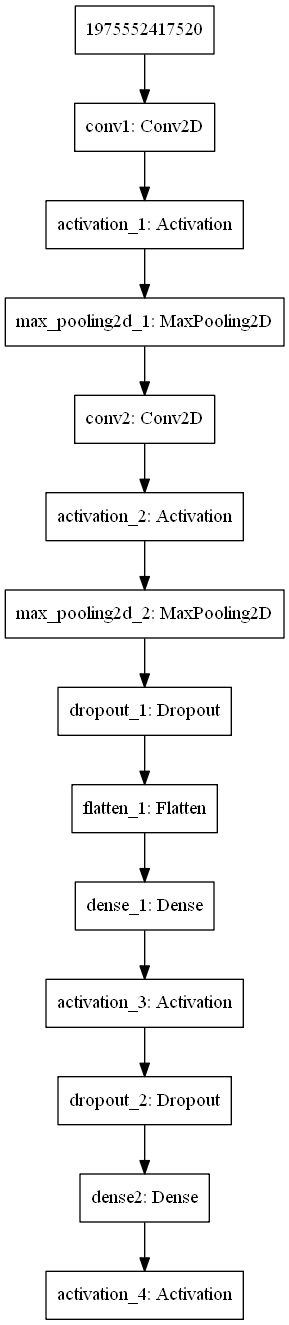 1975552417520
conv1: Conv2D
activation_1: Activation
max_pooling2d_1: MaxPooling2D
conv2: Conv2D
activation_2: Activation
max_pooling2d_2: MaxPooling2D
dropout_1: Dropout
flatten_1: Flatten
dense_1: Dense
activation_3: Activation
dropout_2: Dropout
dense2: Dense
activation_4: Activation